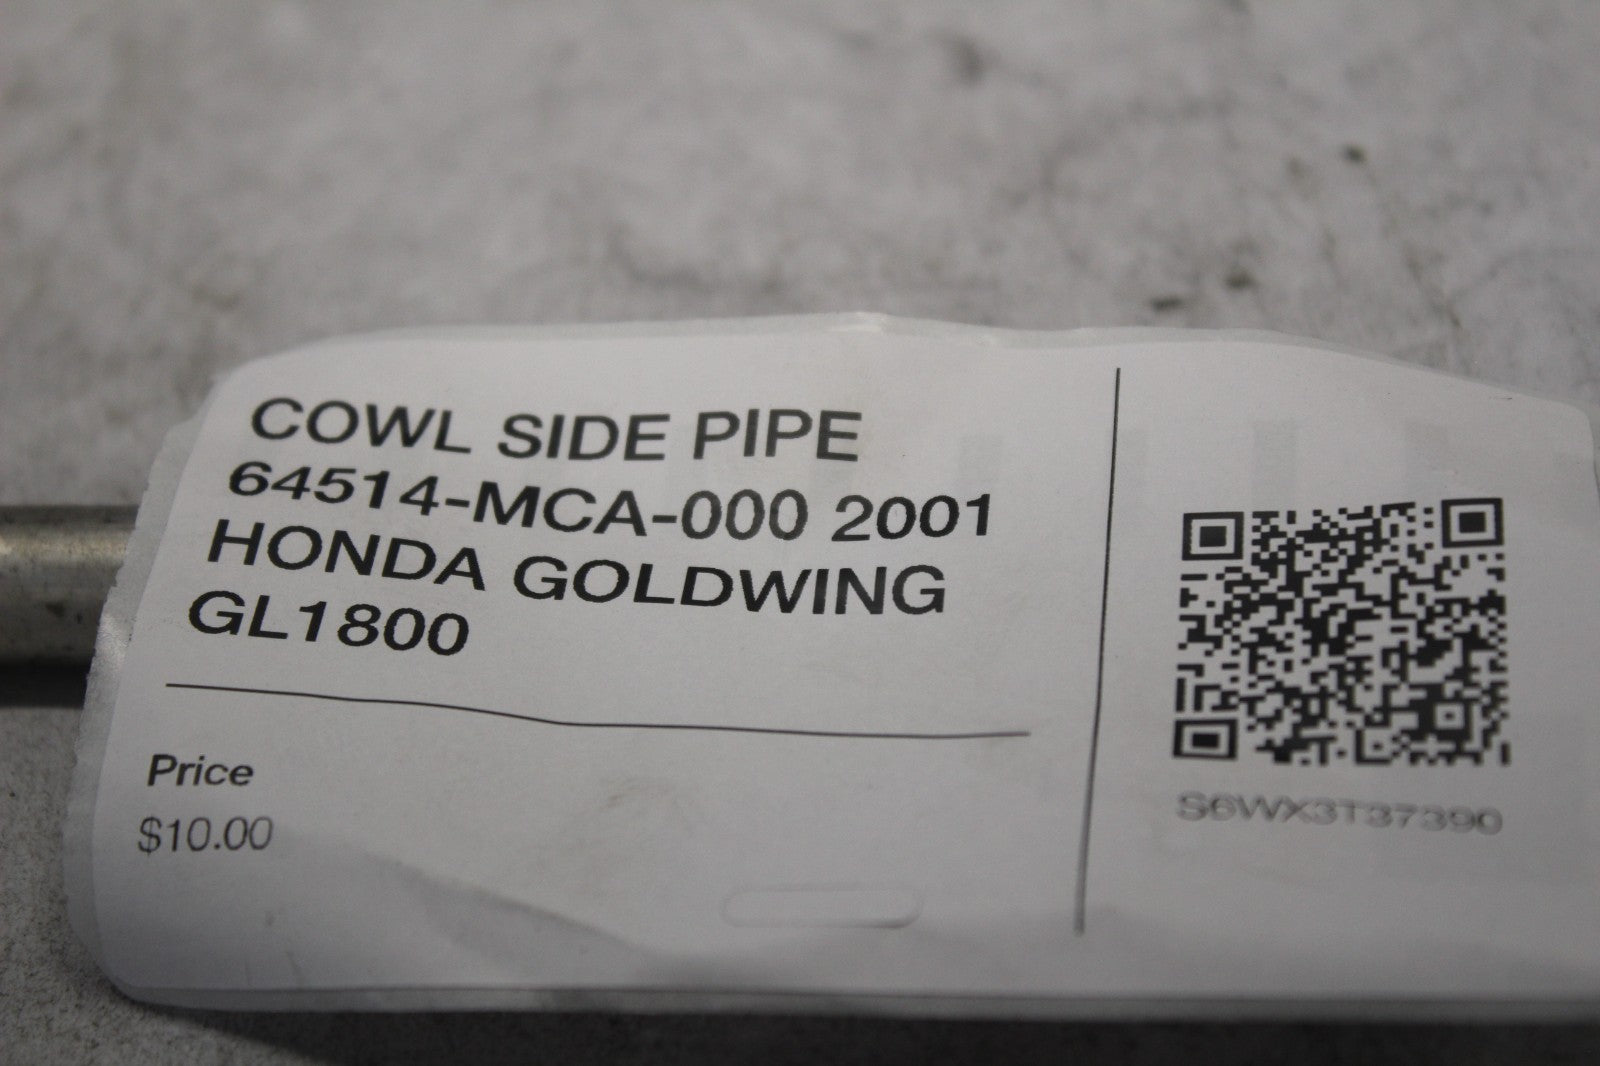 COWL SIDE PIPE
64514-MCA-000 2001
HONDA GOLDWING
GL1800
Price
$10.00
S6WX3T37390